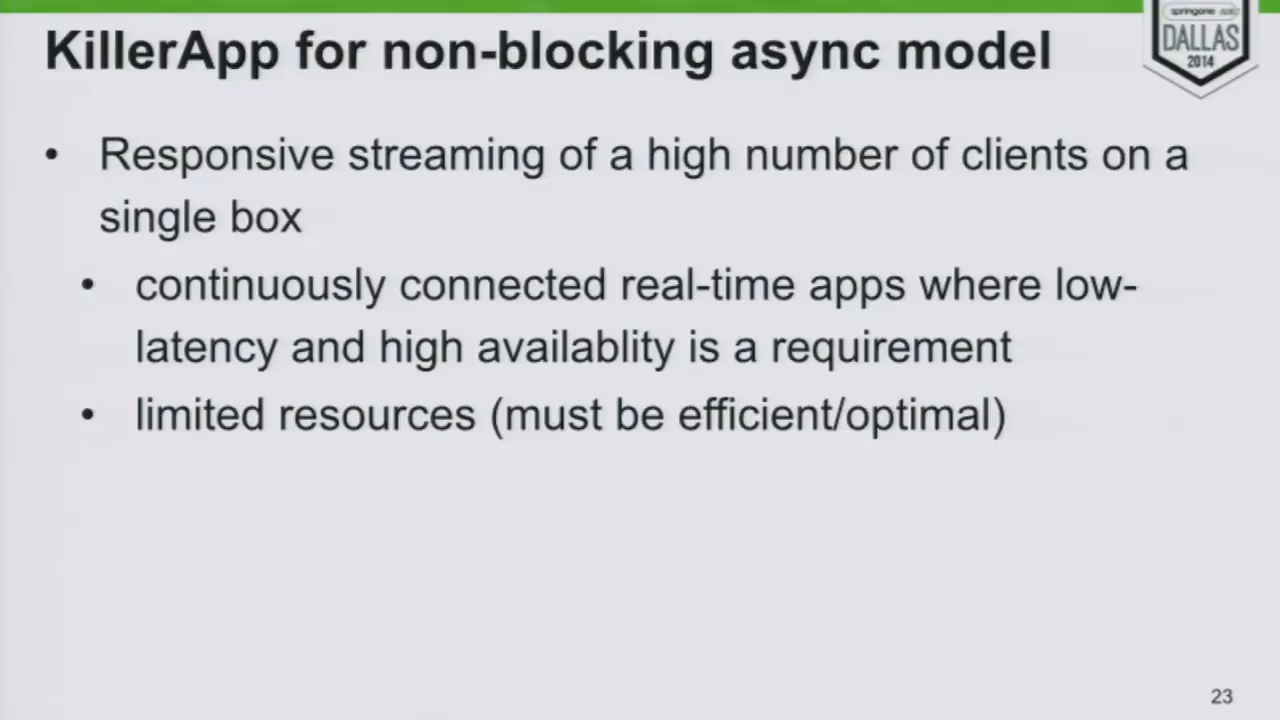 KillerApp for non-blocking async model
springone
DALLAS
2014
• Responsive streaming of a high number of clients on a
single box
• continuously connected real-time apps where low-
latency and high availablity is a requirement
• limited resources (must be efficient/optimal)
23